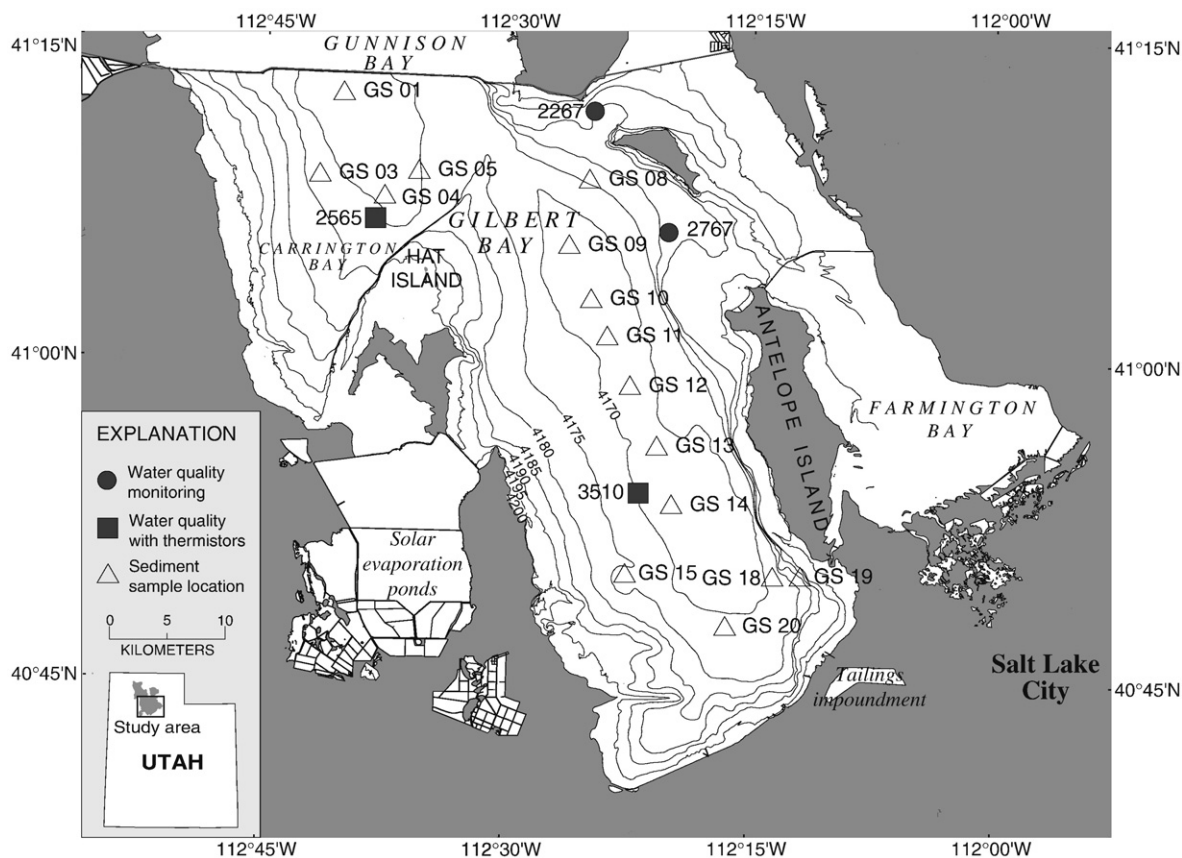 112°45'W 112°30'W 112°15'W 112°00'W
41°15'N
41°15'N
GUNNISON
BAY
GS 01
2267
GS 03
GS 05
GS 08
GS 04
2565
GILBERT
BAY
2767
GS 09
CARRINGTON
BAY
HAT
ISLAND
GS 10
ANTELOPE ISLAND
GS 11
41°00'N
41°00'N
GS 12
FARMINGTON
BAY
4170
4175
4180
4185
4190
4195
4200
GS 13
3510
GS 14
EXPLANATION
Water quality
monitoring
Water quality
with thermistors
Sediment
sample location
0 5 10
KILOMETERS
Solar
evaporation
ponds
GS 15
GS 18
GS 19
GS 20
Study area
UTAH
40°45'N
40°45'N
Tailings
impoundment
Salt Lake
City
112°45'W 112°30'W 112°15'W 112°00'W